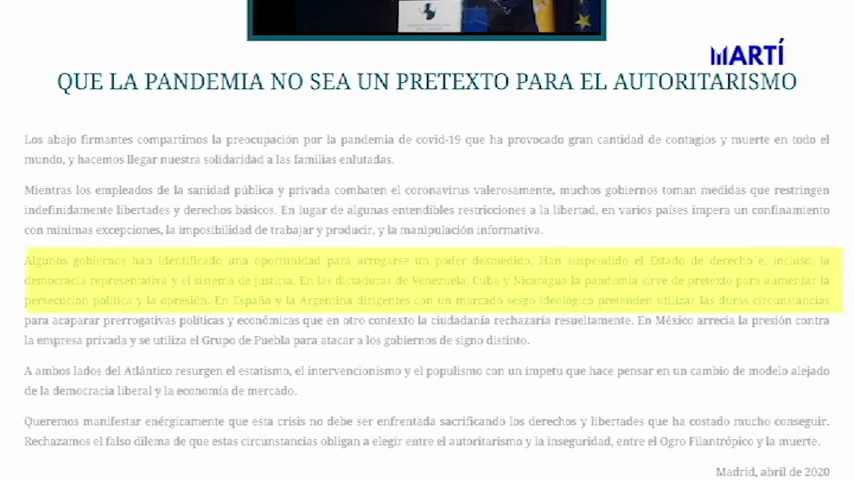 MARTÍ
QUE LA PANDEMIA NO SEA UN PRETEXTO PARA EL AUTORITARISMO
Los abajo firmantes compartimos la preocupación por la pandemia de covid-19 que ha provocado gran cantidad de contagios y muerte en todo el
mundo, y hacemos llegar nuestra solidaridad a las familias enlutadas.
Mientras los empleados de la sanidad pública y privada combaten el coronavirus valerosamente, muchos gobiernos toman medidas que restringen
indefinidamente libertades y derechos básicos. En lugar de algunas entendibles restricciones a la libertad, en varios países impera un confinamiento
con mínimas excepciones, la imposibilidad de trabajar y producir, y la manipulación informativa.
Algunos gobiernos han identificado una oportunidad para arrogarse un poder desmedido. Han suspendido el Estado de derecho e, incluso, la
democracia representativa y el sistema de justicia. En las dictaduras de Venezuela, Cuba y Nicaragua la pandemia sirve de pretexto para aumentar la
persecución política y la opresión. En España y la Argentina dirigentes con un marcado sesgo ideológico pretenden utilizar las duras circunstancias
para acaparar prerrogativas políticas y económicas que en otro contexto la ciudadanía rechazaría resueltamente. En México arrecia la presión contra
la empresa privada y se utiliza el Grupo de Puebla para atacar a los gobiernos de signo distinto.
A ambos lados del Atlántico resurgen el estatismo, el intervencionismo y el populismo con un impetu que hace pensar en un cambio de modelo alejado
de la democracia liberal y la economía de mercado.
Queremos manifestar enérgicamente que esta crisis no debe ser enfrentada sacrificando los derechos y libertades que ha costado mucho conseguir.
Rechazamos el falso dilema de que estas circunstancias obligan a elegir entre el autoritarismo y la inseguridad, entre el Ogro Filantrópico y la muerte.
Madrid, abril de 2020